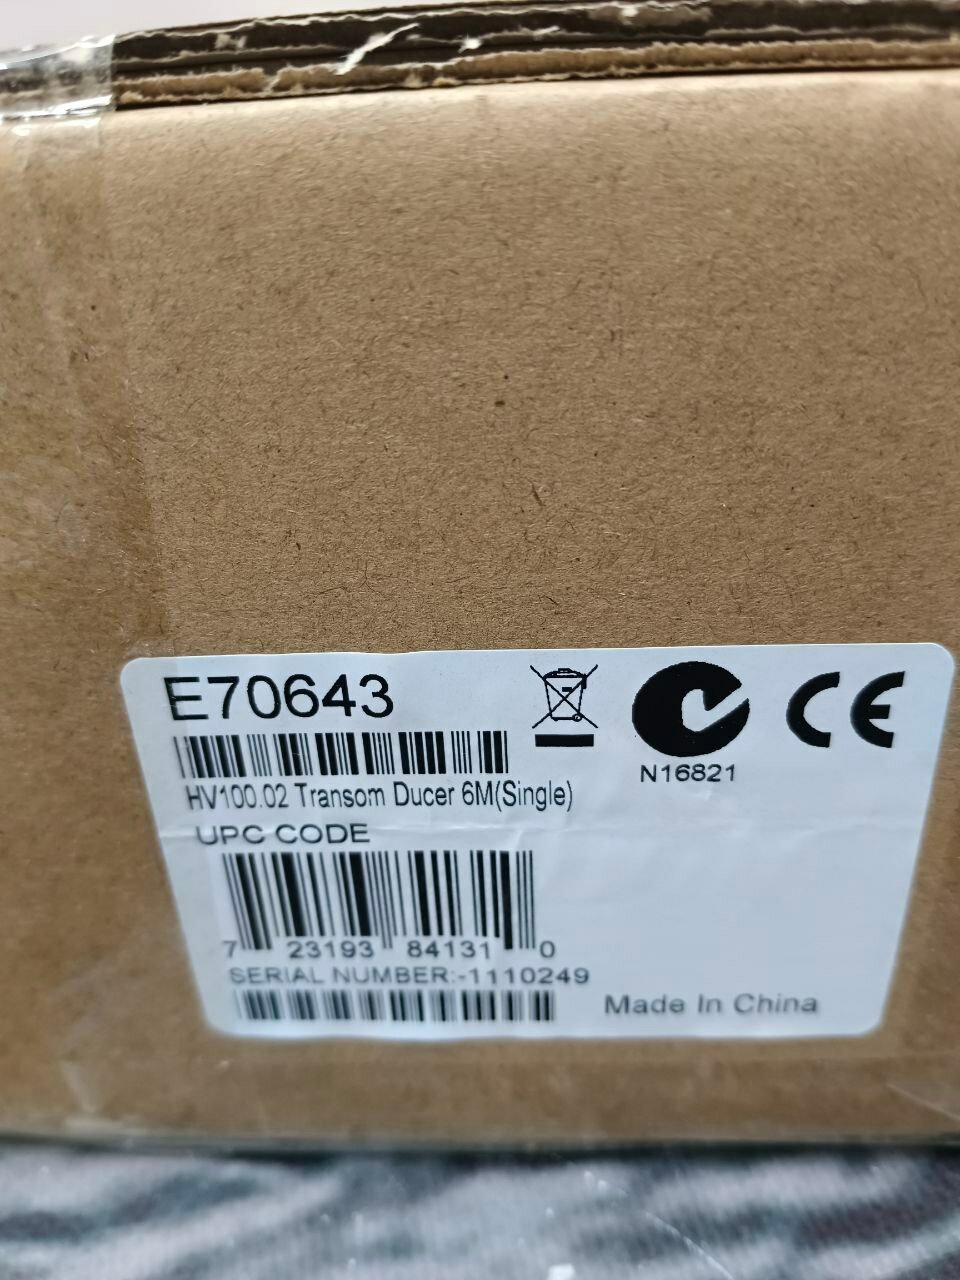 E70643
N16821
HV100.02 Transom Ducer 6M(Single)
UPC CODE
7 23193 84131 0
SERIAL NUMBER:-1110249
Made In China